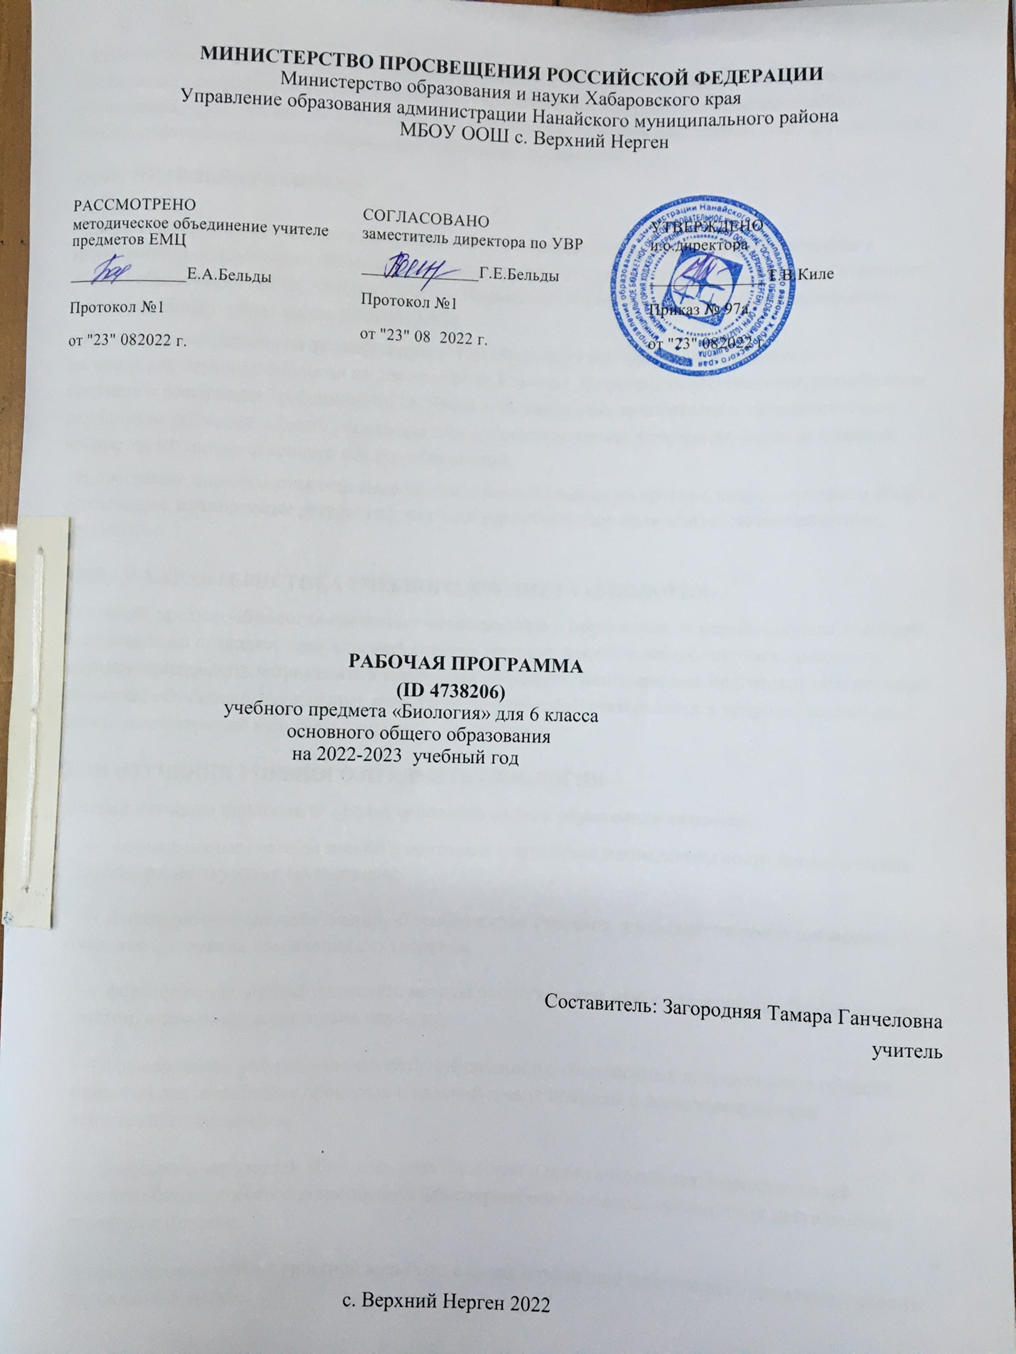 МИНИСТЕРСТВО ПРОСВЕЩЕНИЯ РОССИЙСКОЙ ФЕДЕРАЦИИ
Министерство образования и науки Хабаровского края
Управление образования администрации Нанайского муниципального района
МБОУ ООШ с. Верхний Нерген
РАССМОТРЕНО
методическое объединение учителе
предметов ЕМЦ
Е.А.Бельды
Протокол №1
от "23" 082022 г.
СОГЛАСОВАНО
заместитель директора по УВР
Г.Е.Бельды
Протокол №1
от "23" 08 2022 г.
УТВЕРЖДЕНО
и.о.директора
Т.В.Киле
Приказ № 97а
от "23" 082022 г.
РАБОЧАЯ ПРОГРАММА
(ID 4738206)
учебного предмета «Биология» для 6 класса
основного общего образования
на 2022-2023 учебный год
Составитель: Загородняя Тамара Ганчеловна
учитель
с. Верхний Нерген 2022